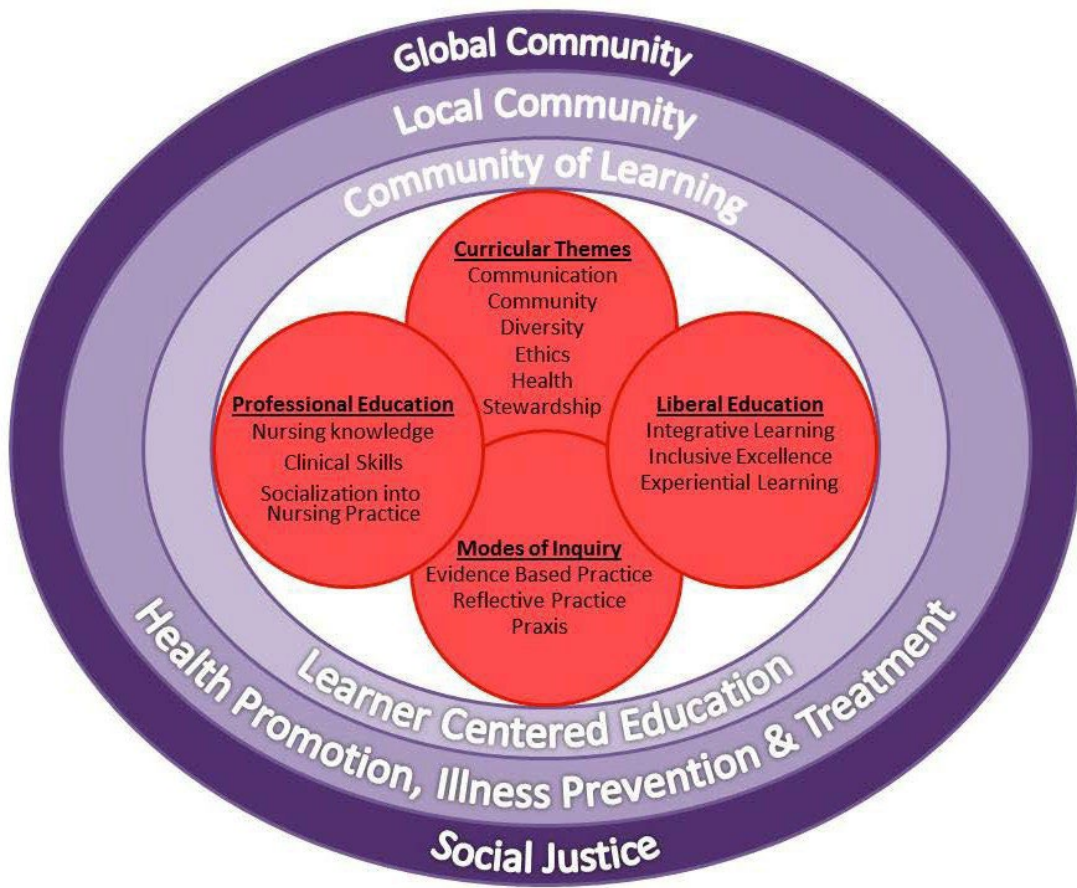 Global Community
Local Community
Community of Learning
Curricular Themes
Communication
Community
Diversity
Ethics
Health
Stewardship
Professional Education
Nursing knowledge
Clinical Skills
Socialization into
Nursing Practice
Liberal Education
Integrative Learning
Inclusive Excellence
Experiential Learning
Modes of Inquiry
Evidence Based Practice
Reflective Practice
Praxis
Learner Centered Education
Health Promotion, Illness Prevention & Treatment
Social Justice